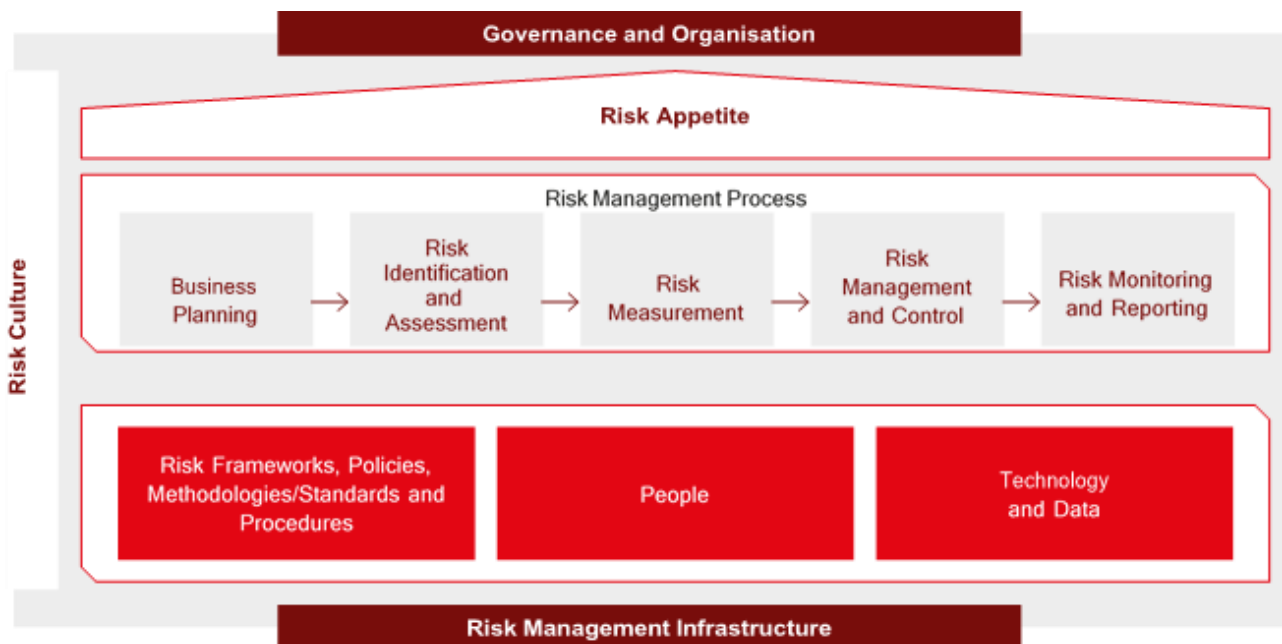 Governance and Organisation
Risk Appetite
Risk Culture
Risk Management Process
Business
Planning
Risk
Identification
and
Assessment
Risk
Measurement
Risk
Management
and Control
Risk Monitoring
and Reporting
Risk Frameworks, Policies,
Methodologies/Standards and
Procedures
People
Technology
and Data
Risk Management Infrastructure